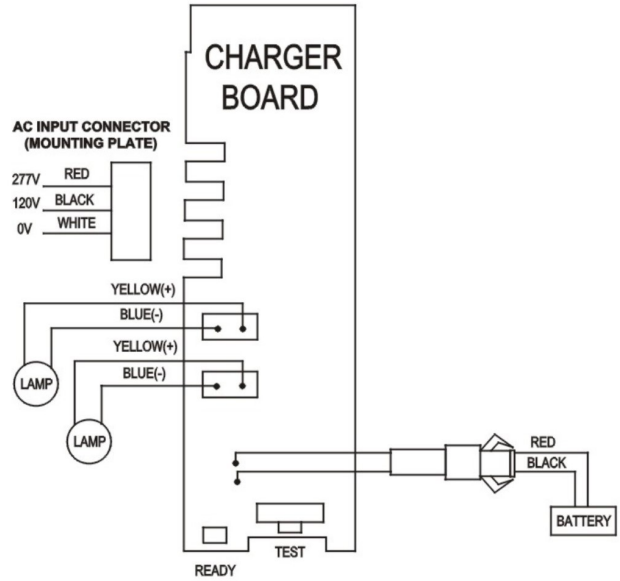 CHARGER
BOARD
AC INPUT CONNECTOR
(MOUNTING PLATE)
277V RED
120V BLACK
0V WHITE
YELLOW(+)
BLUE(-)
YELLOW(+)
BLUE(-)
LAMP
LAMP
RED
BLACK
BATTERY
TEST
READY